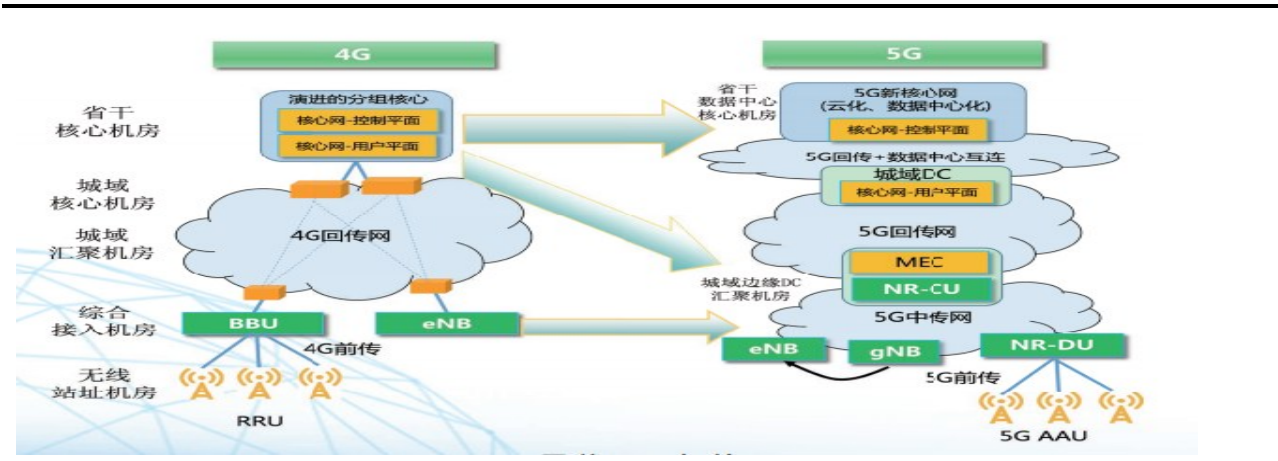 4G
5G
省干
核心机房
演进的分组核心
核心网-控制平面
核心网-用户平面
省干
数据中心
核心机房
5G新核心网
(云化、数据中心化)
核心网-控制平面
5G回传+数据中心互连
城域
核心机房
城域DC
核心网-用户平面
城域
汇聚机房
4G回传网
5G回传网
城域边缘DC
汇聚机房
MEC
NR-CU
综合
接入机房
BBU
eNB
5G中传网
eNB
gNB
NR-DU
4G前传
5G前传
无线
站址机房
RRU
5G AAU